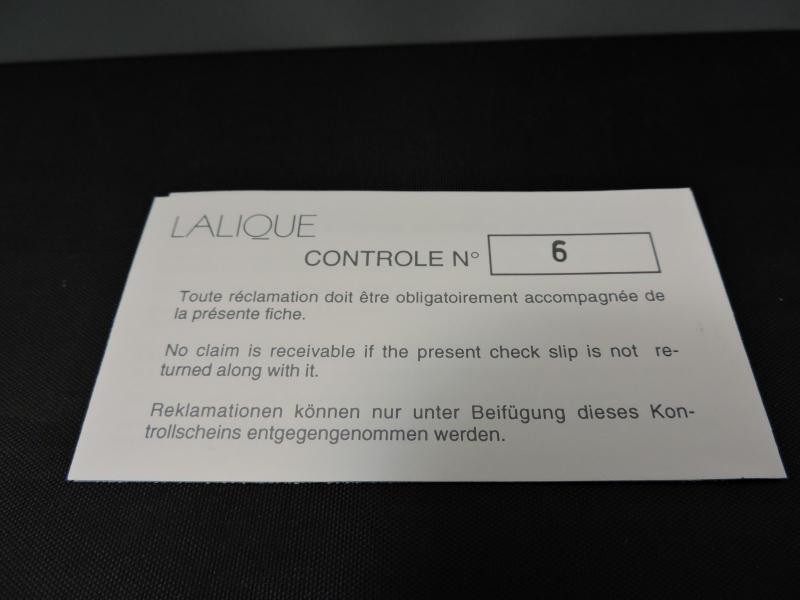 LALIQUE
CONTROLE N° 6
Toute réclamation doit être obligatoirement accompagnée de
la présente fiche.
No claim is receivable if the present check slip is not re-
turned along with it.
Reklamationen können nur unter Beifügung dieses Kon-
trollscheins entgegengenommen werden.